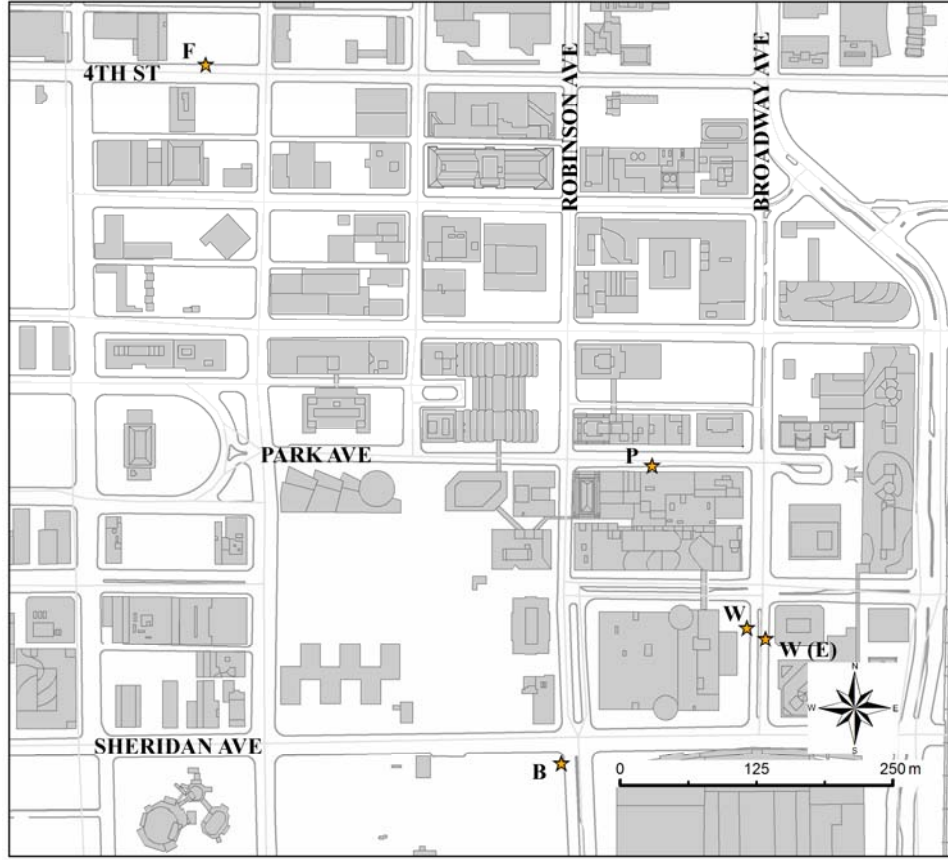 F
4TH ST
ROBINSON AVE
BROADWAY AVE
PARK AVE
P
W
W (E)
N
W
E
S
SHERIDAN AVE
B
0
125
250 m